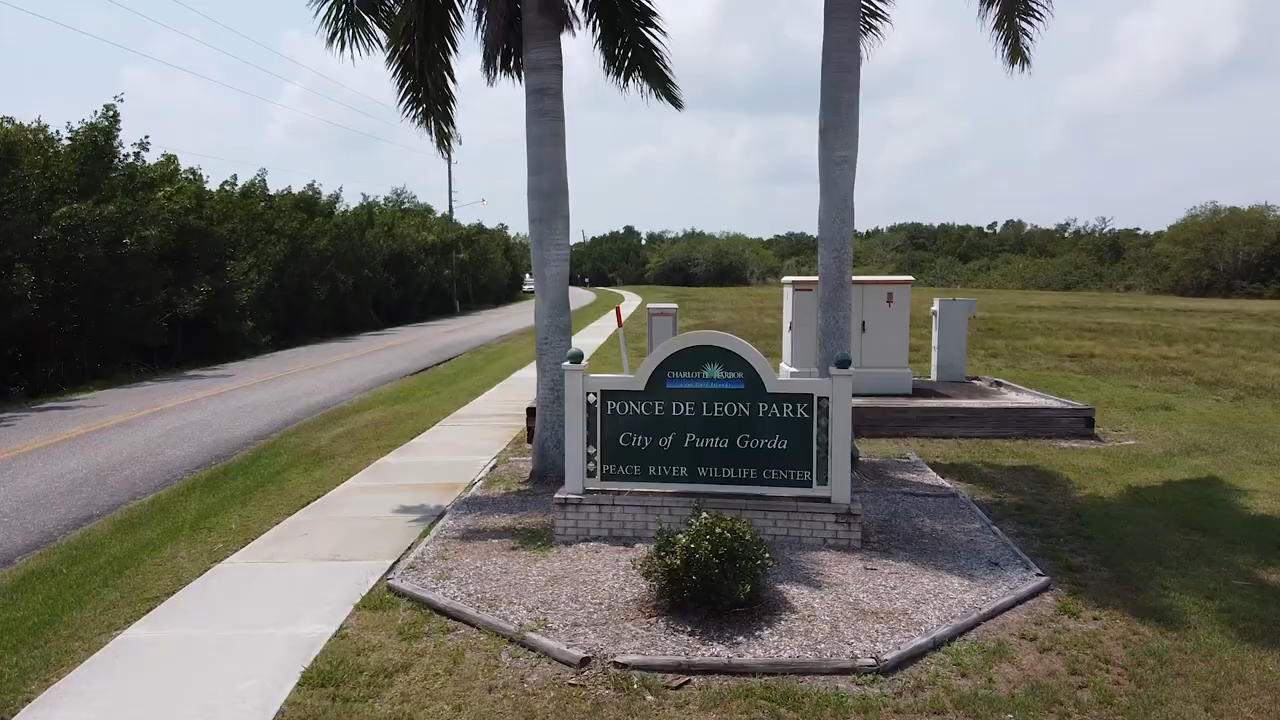 CHARLOTTE HARBOR
PONCE DE LEON PARK
City of Punta Gorda
PEACE RIVER WILDLIFE CENTER